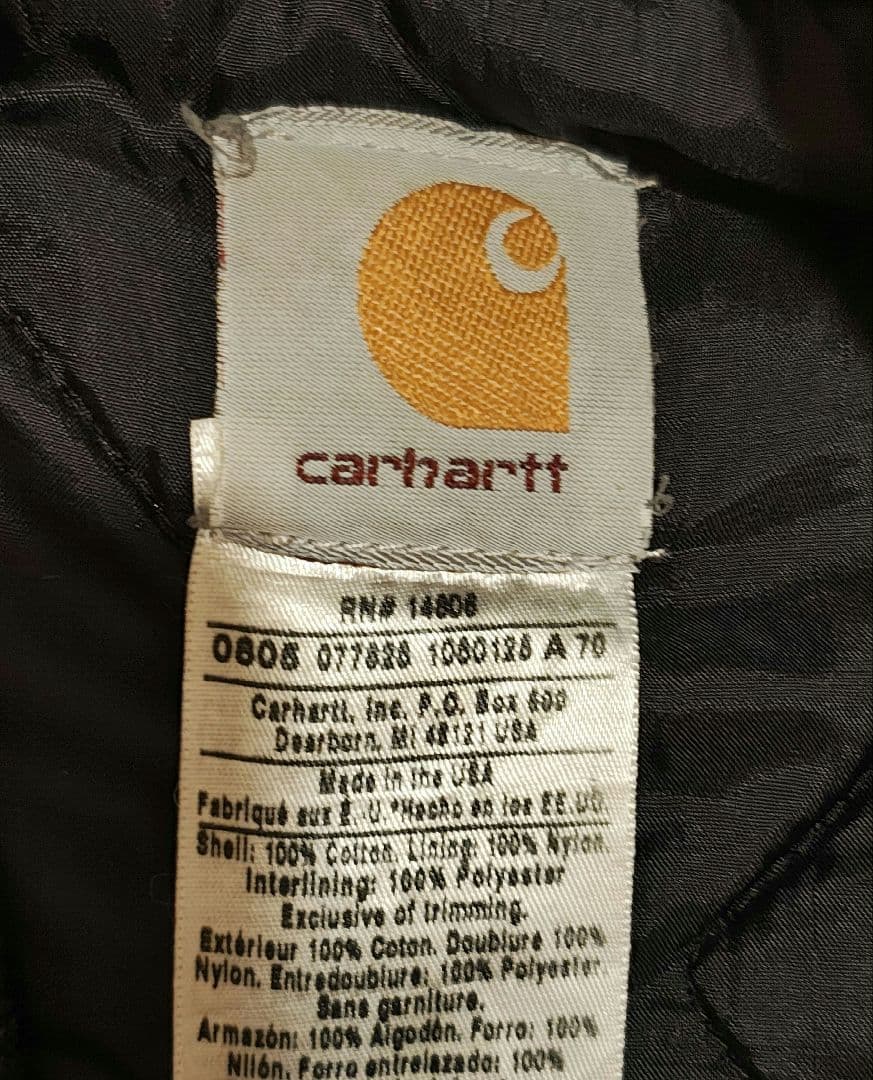 carhartt
RN# 14806
0808 077828 1080128 A 70
Carhartt, Inc. P.O. Box 600
Dearborn, MI 48121 USA
Made in the USA
Fabriqué aux É.U.*Hecho en los EE.UU.
Shell: 100% Cotton. Lining: 100% Nylon.
Interlining: 100% Polyester
Exclusive of trimming.
Extérieur 100% Coton. Doublure 100%
Nylon. Entredoublure: 100% Polyester.
Sans garniture.
Armazón: 100% Algodón. Forro: 100%
Nilón. Forro entrelazado: 100%